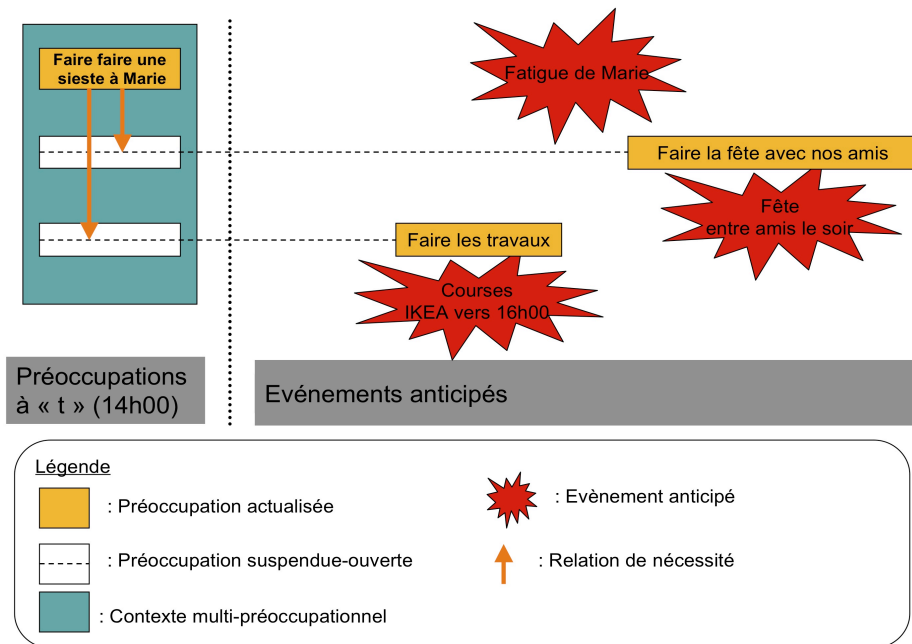 Faire faire une
sieste à Marie
Fatigue de Marie
Faire la fête avec nos amis
Fête
entre amis le soir
Faire les travaux
Courses
IKEA vers 16h00
Préoccupations
à « t » (14h00)
Evénements anticipés
Légende
: Préoccupation actualisée
: Evènement anticipé
: Préoccupation suspendue-ouverte
: Relation de nécessité
: Contexte multi-préoccupationnel